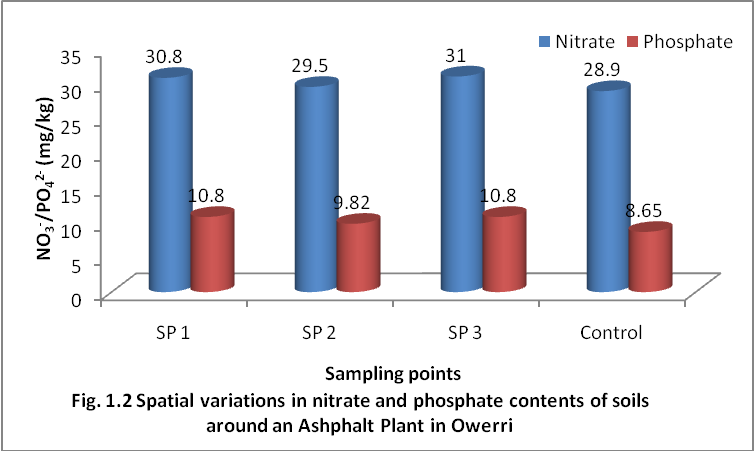 Nitrate Phosphate
NO₃⁻/PO₄²⁻ (mg/kg)
35
30
25
20
15
10
5
0
30.8
29.5
31
28.9
10.8
9.82
10.8
8.65
SP 1
SP 2
SP 3
Control
Sampling points
Fig. 1.2 Spatial variations in nitrate and phosphate contents of soils
around an Ashphalt Plant in Owerri